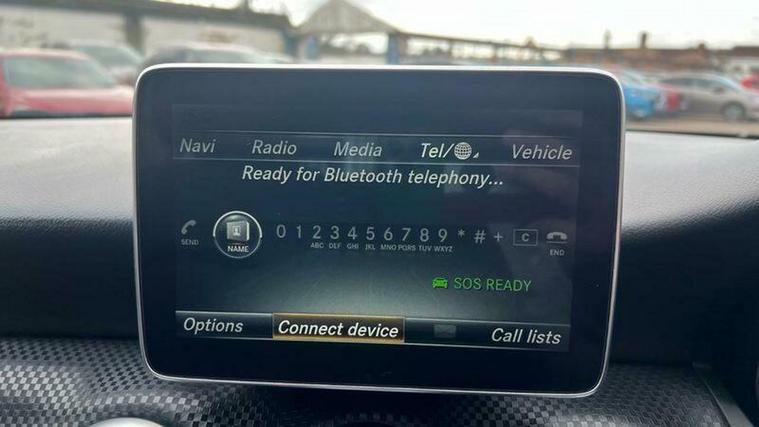 Navi Radio Media Tel/ Vehicle
Ready for Bluetooth telephony...
0 1 2 3 4 5 6 7 8 9 * # + C
SEND NAME ABC DEF GHI JKL MNO PQRS TUV WXYZ END
SOS READY
Options Connect device Call lists